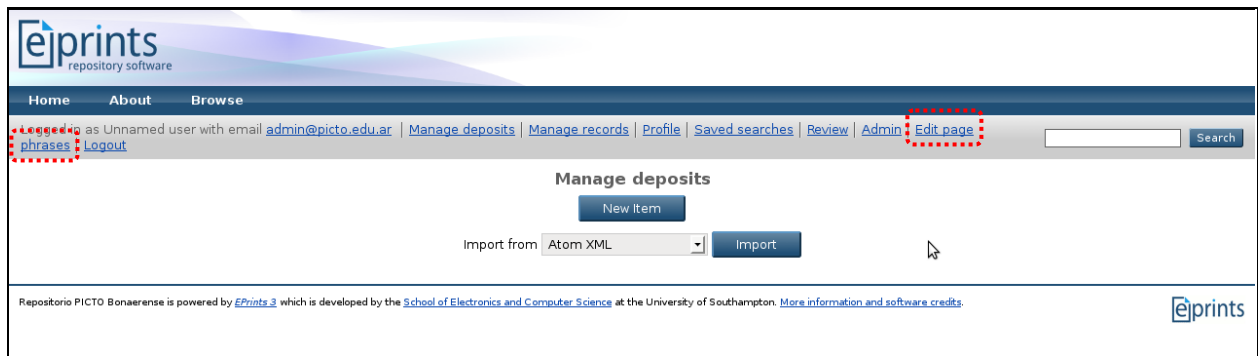 eprints
repository software
Home About Browse
Logged in as Unnamed user with email admin@picto.edu.ar | Manage deposits | Manage records | Profile | Saved searches | Review | Admin | Edit page
phrases | Logout
Search
Manage deposits
New Item
Import from Atom XML Import
Repositorio PICTO Bonaerense is powered by EPrints 3 which is developed by the School of Electronics and Computer Science at the University of Southampton. More information and software credits.
eprints